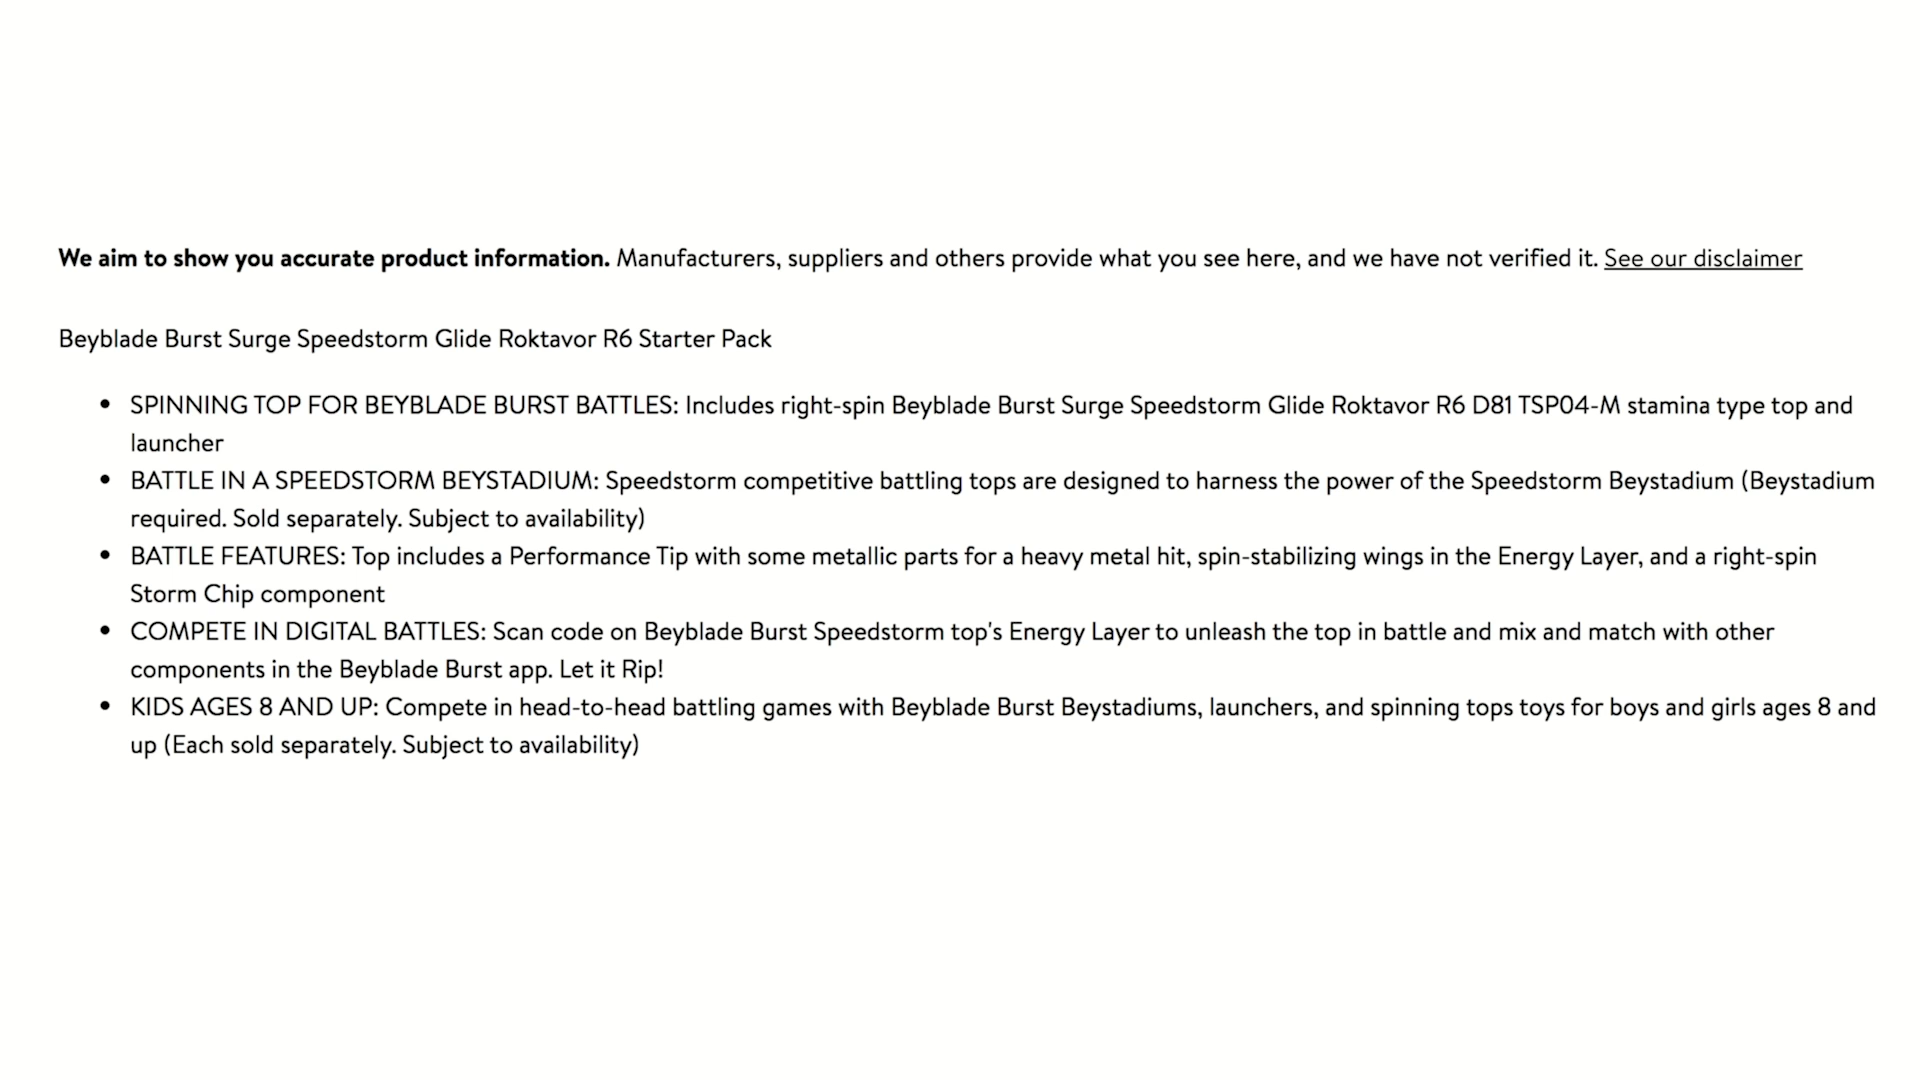 We aim to show you accurate product information. Manufacturers, suppliers and others provide what you see here, and we have not verified it. See our disclaimer
Beyblade Burst Surge Speedstorm Glide Roktavor R6 Starter Pack
• SPINNING TOP FOR BEYBLADE BURST BATTLES: Includes right-spin Beyblade Burst Surge Speedstorm Glide Roktavor R6 D81 TSP04-M stamina type top and
launcher
• BATTLE IN A SPEEDSTORM BEYSTADIUM: Speedstorm competitive battling tops are designed to harness the power of the Speedstorm Beystadium (Beystadium
required. Sold separately. Subject to availability)
• BATTLE FEATURES: Top includes a Performance Tip with some metallic parts for a heavy metal hit, spin-stabilizing wings in the Energy Layer, and a right-spin
Storm Chip component
• COMPETE IN DIGITAL BATTLES: Scan code on Beyblade Burst Speedstorm top's Energy Layer to unleash the top in battle and mix and match with other
components in the Beyblade Burst app. Let it Rip!
• KIDS AGES 8 AND UP: Compete in head-to-head battling games with Beyblade Burst Beystadiums, launchers, and spinning tops toys for boys and girls ages 8 and
up (Each sold separately. Subject to availability)